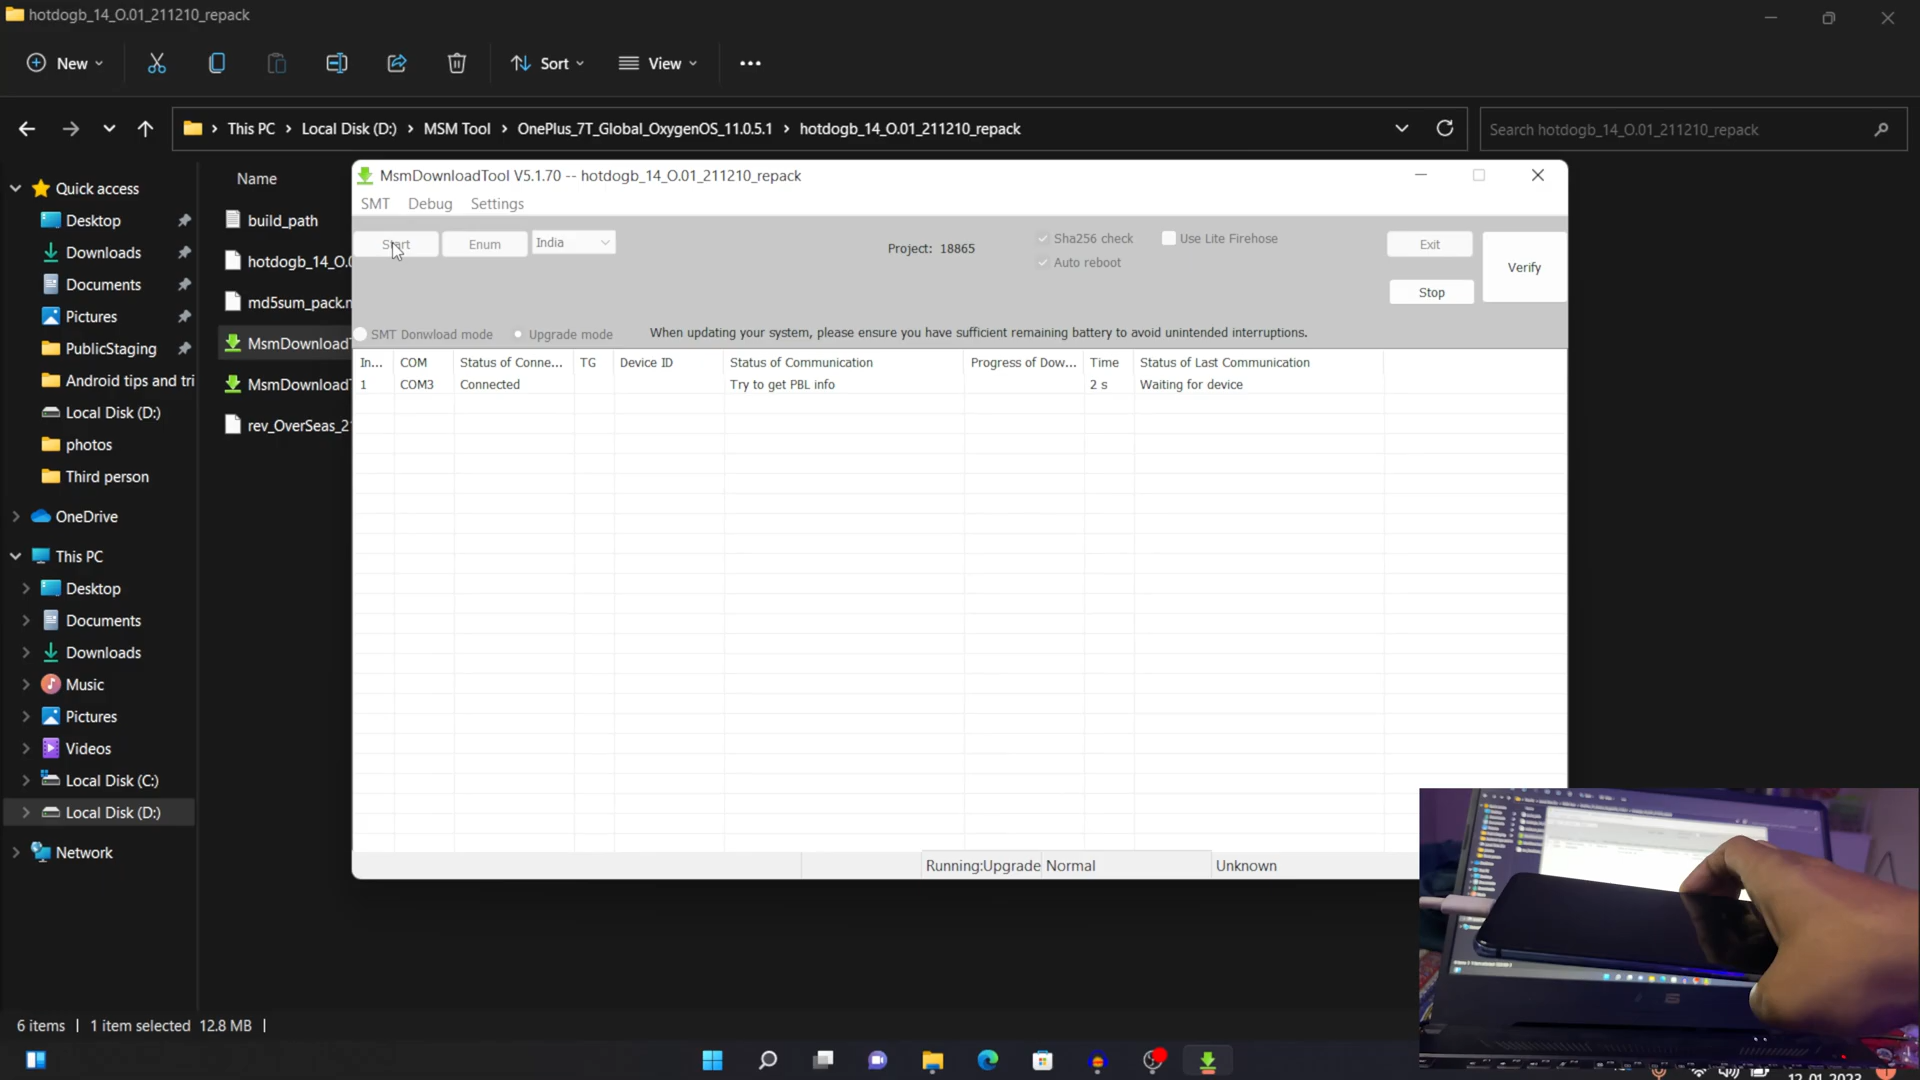 hotdogb_14_O.01_211210_repack
New
Sort
View
This PC
Local Disk (D:)
MSM Tool
OnePlus_7T_Global_OxygenOS_11.0.5.1
hotdogb_14_O.01_211210_repack
Search hotdogb_14_O.01_211210_repack
Quick access
Desktop
Downloads
Documents
Pictures
PublicStaging
Android tips and tri
Local Disk (D:)
photos
Third person
OneDrive
This PC
Desktop
Documents
Downloads
Music
Pictures
Videos
Local Disk (C:)
Local Disk (D:)
Network
Name
build_path
hotdogb_14_O.0
md5sum_pack.m
MsmDownloadT
MsmDownloadT
rev_OverSeas_2
MsmDownloadTool V5.1.70 -- hotdogb_14_O.01_211210_repack
SMT Debug Settings
Start Enum India
Project: 18865
Sha256 check
Use Lite Firehose
Auto reboot
Exit
Verify
Stop
SMT Donwload mode
Upgrade mode
When updating your system, please ensure you have sufficient remaining battery to avoid unintended interruptions.
In... COM Status of Conne... TG Device ID Status of Communication Progress of Dow... Time Status of Last Communication
1 COM3 Connected Try to get PBL info 2 s Waiting for device
Running:Upgrade Normal Unknown
6 items 1 item selected 12.8 MB
12-01-2023